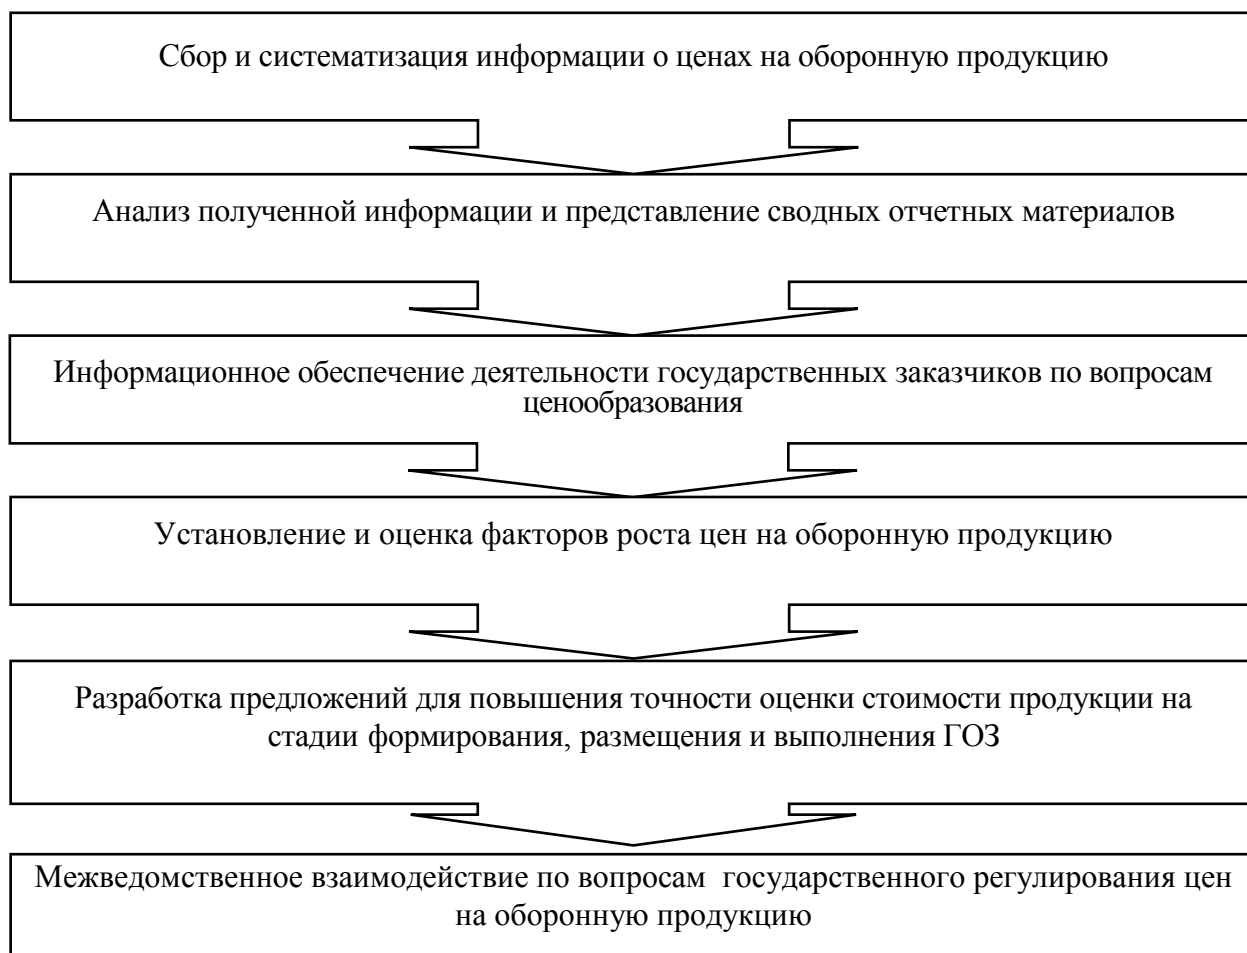 Сбор и систематизация информации о ценах на оборонную продукцию
Анализ полученной информации и представление сводных отчетных материалов
Информационное обеспечение деятельности государственных заказчиков по вопросам
ценообразования
Установление и оценка факторов роста цен на оборонную продукцию
Разработка предложений для повышения точности оценки стоимости продукции на
стадии формирования, размещения и выполнения ГОЗ
Межведомственное взаимодействие по вопросам государственного регулирования цен
на оборонную продукцию